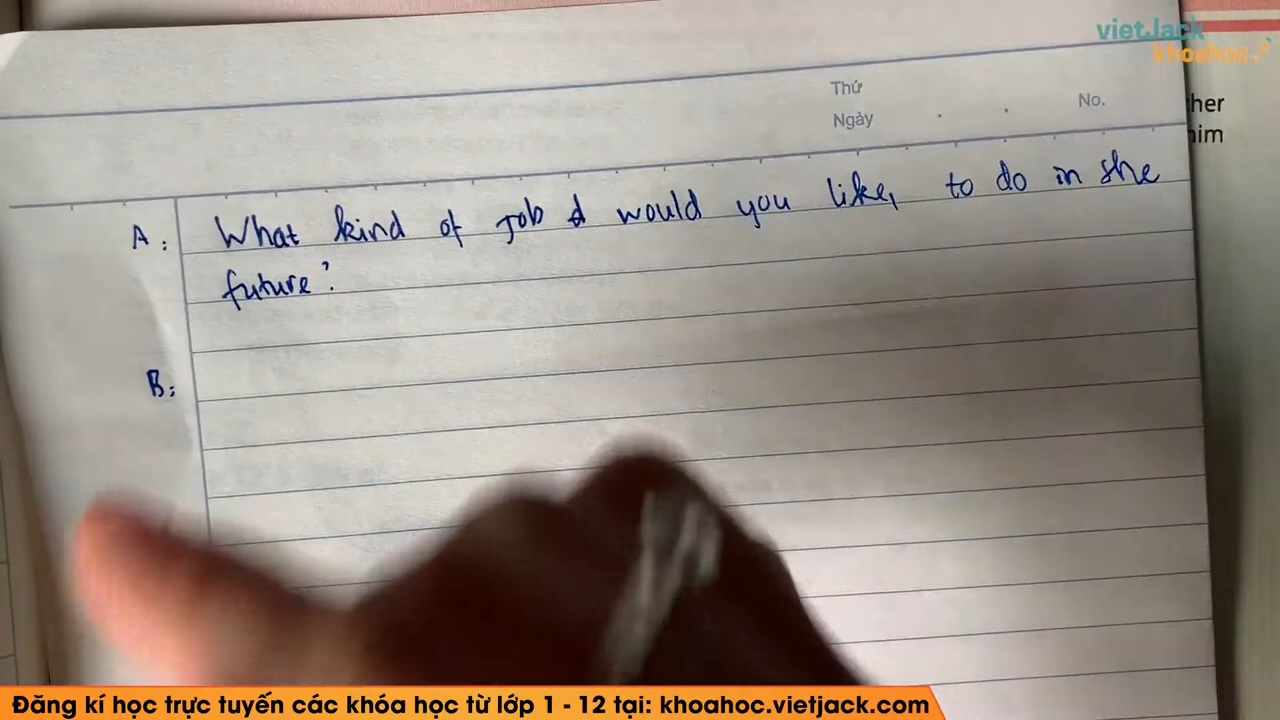 vietJack
khoahoc
Thứ
Ngày
No.
her
him
A: What kind of job would you like, to do in the
future?
B:
Đăng kí học trực tuyến các khóa học từ lớp 1 - 12 tại: khoahoc.vietjack.com